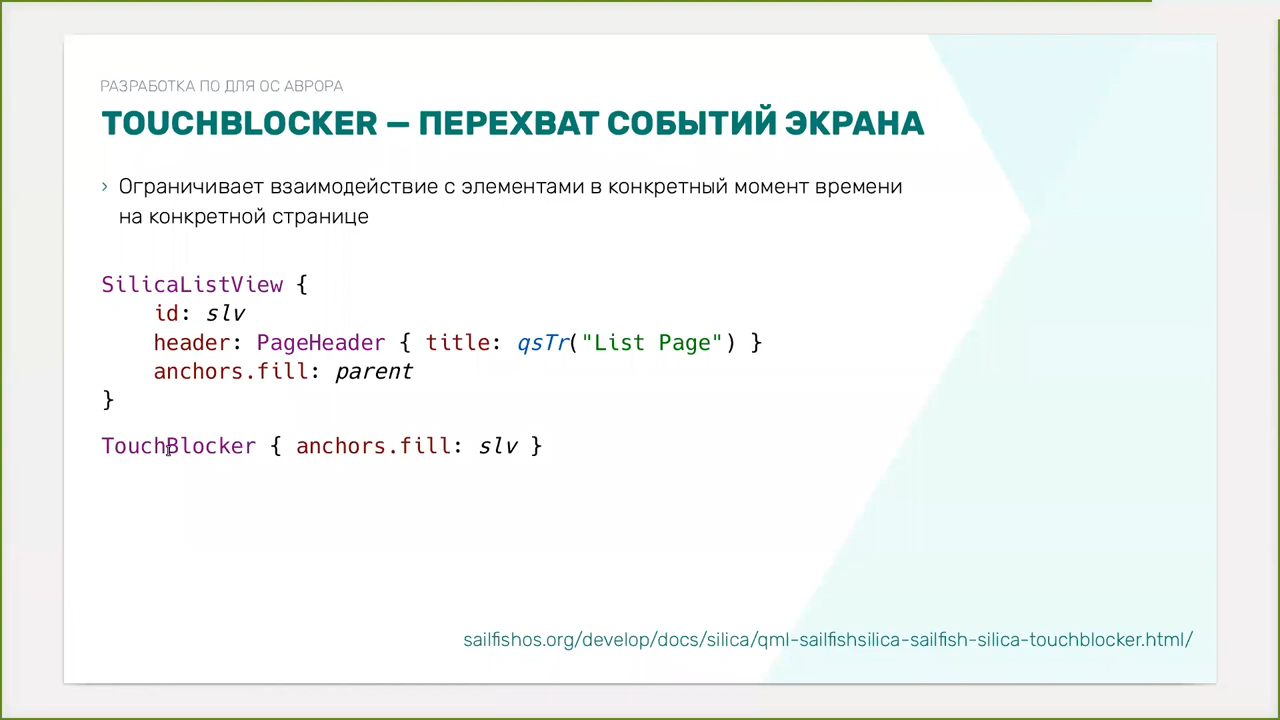 РАЗРАБОТКА ПО ДЛЯ ОС АВРОРА
TOUCHBLOCKER — ПЕРЕХВАТ СОБЫТИЙ ЭКРАНА
› Ограничивает взаимодействие с элементами в конкретный момент времени
на конкретной странице
SilicaListView {
    id: slv
    header: PageHeader { title: qsTr("List Page") }
    anchors.fill: parent
}
TouchBlocker { anchors.fill: slv }
sailfishos.org/develop/docs/silica/qml-sailfishsilica-sailfish-silica-touchblocker.html/